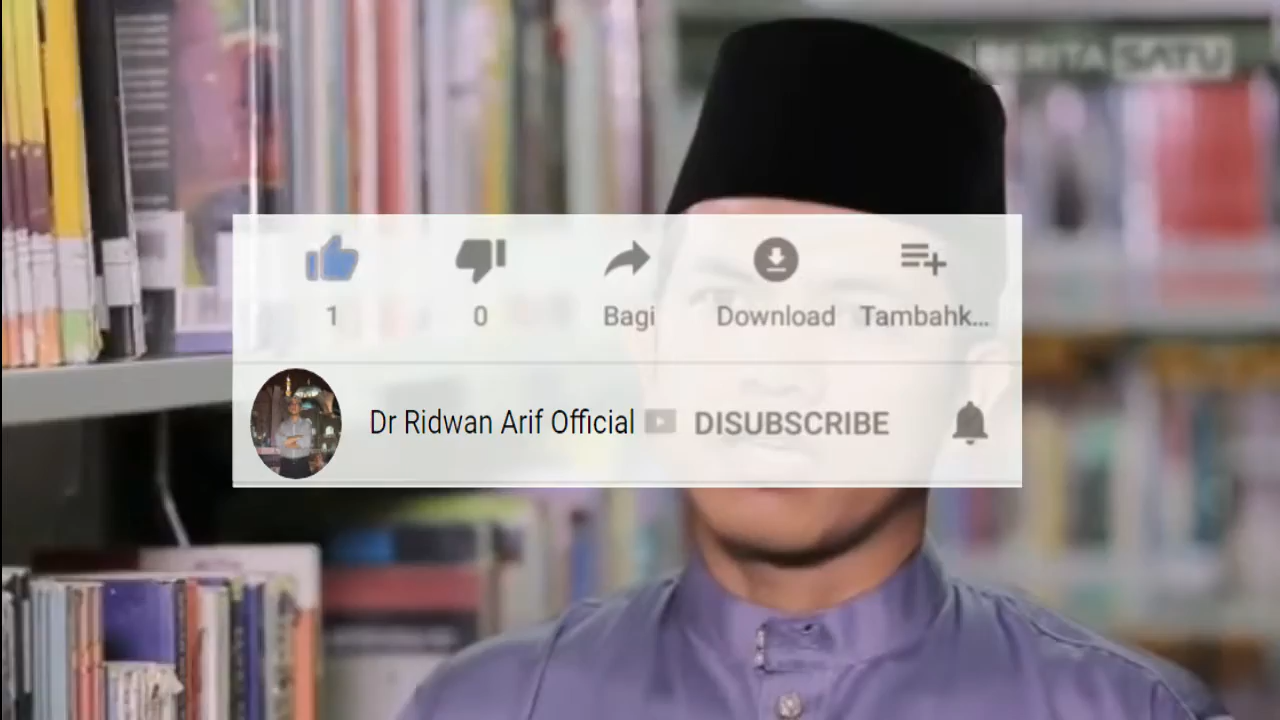 BERITA SATU
1 0 Bagi Download Tambahk...
Dr Ridwan Arif Official DISUBSCRIBE